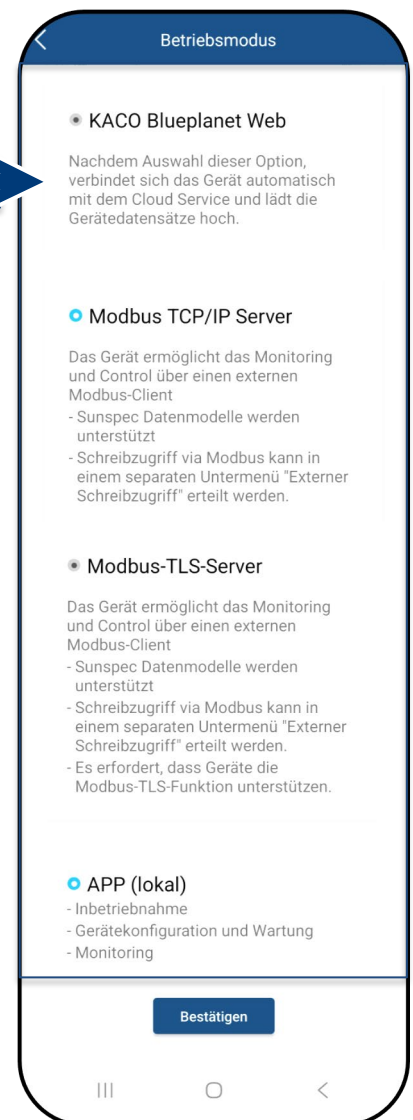 Betriebsmodus
KACO Blueplanet Web
Nachdem Auswahl dieser Option,
verbindet sich das Gerät automatisch
mit dem Cloud Service und lädt die
Gerätedatensätze hoch.
Modbus TCP/IP Server
Das Gerät ermöglicht das Monitoring
und Control über einen externen
Modbus-Client
- Sunspec Datenmodelle werden
unterstützt
- Schreibzugriff via Modbus kann in
einem separaten Untermenü "Externer
Schreibzugriff" erteilt werden.
Modbus-TLS-Server
Das Gerät ermöglicht das Monitoring
und Control über einen externen
Modbus-Client
- Sunspec Datenmodelle werden
unterstützt
- Schreibzugriff via Modbus kann in
einem separaten Untermenü "Externer
Schreibzugriff" erteilt werden.
- Es erfordert, dass Geräte die
Modbus-TLS-Funktion unterstützen.
APP (lokal)
- Inbetriebnahme
- Gerätekonfiguration und Wartung
- Monitoring
Bestätigen